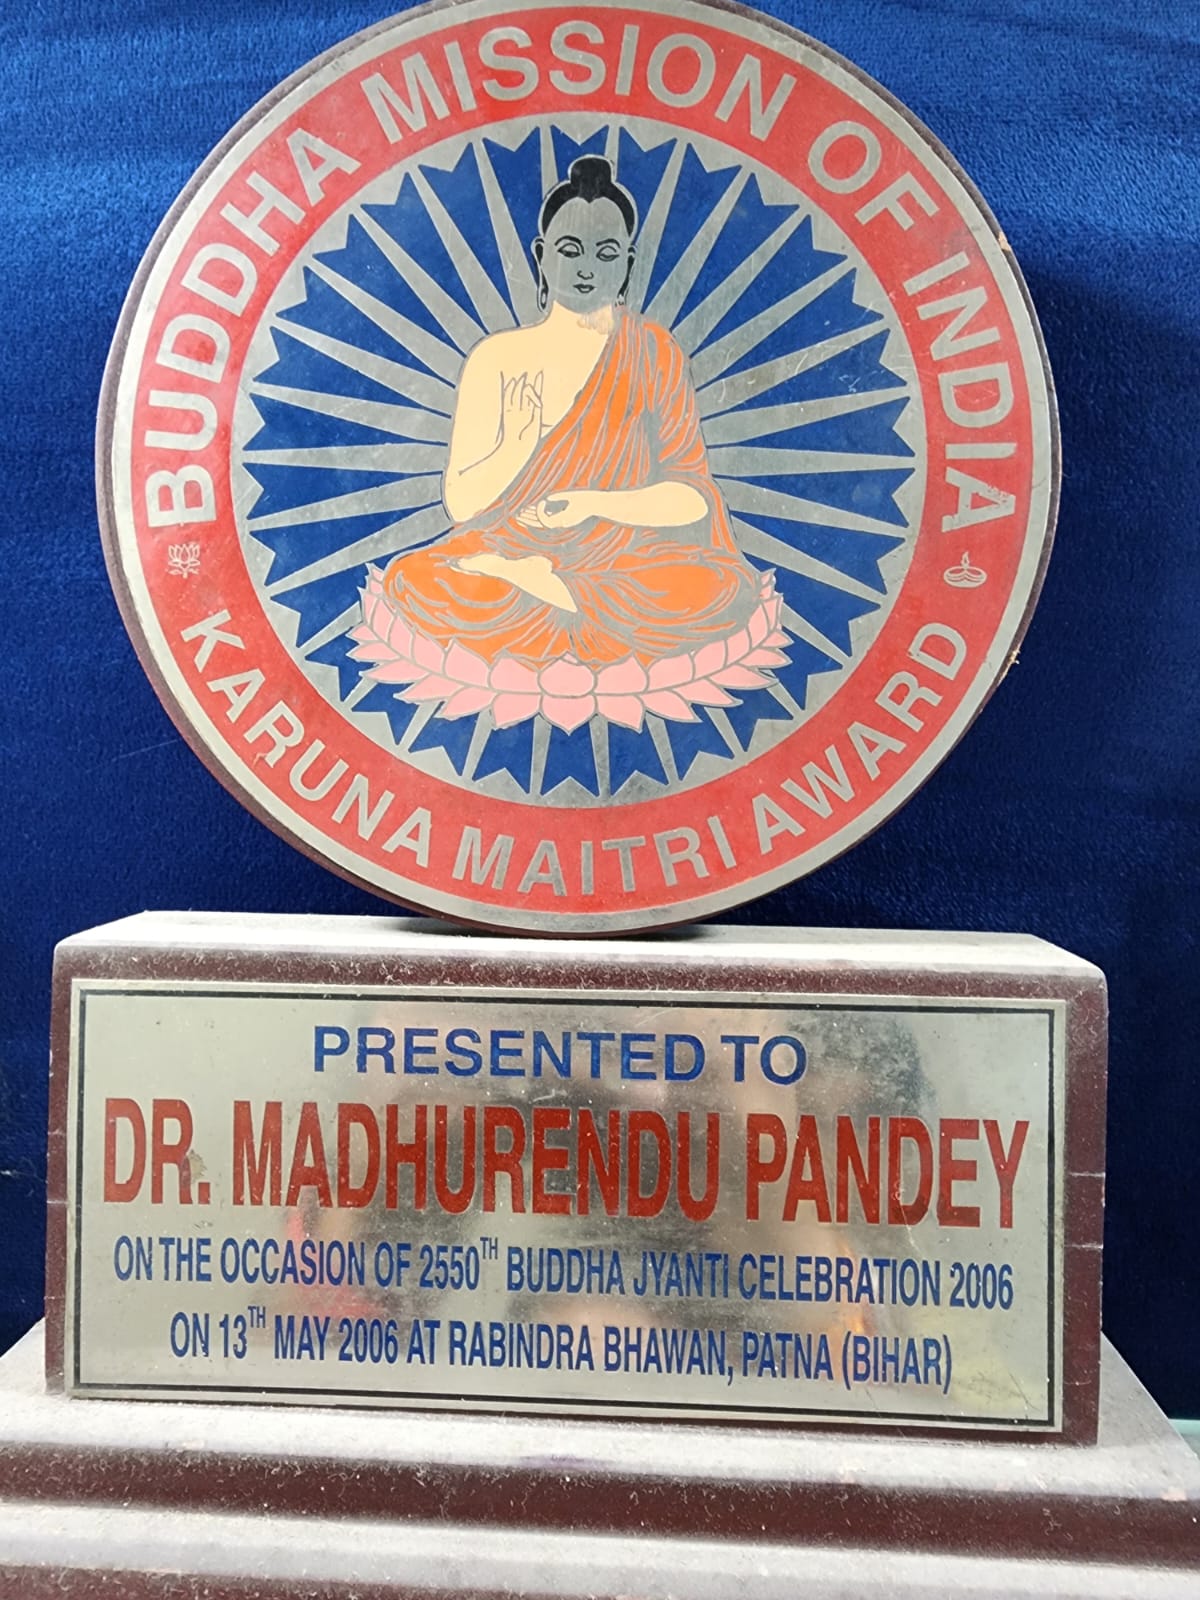 BUDDHA MISSION OF INDIA
KARUNA MAITRI AWARD
PRESENTED TO
DR. MADHURENDU PANDEY
ON THE OCCASION OF 2550TH BUDDHA JYANTI CELEBRATION 2006
ON 13TH MAY 2006 AT RABINDRA BHAWAN, PATNA (BIHAR)